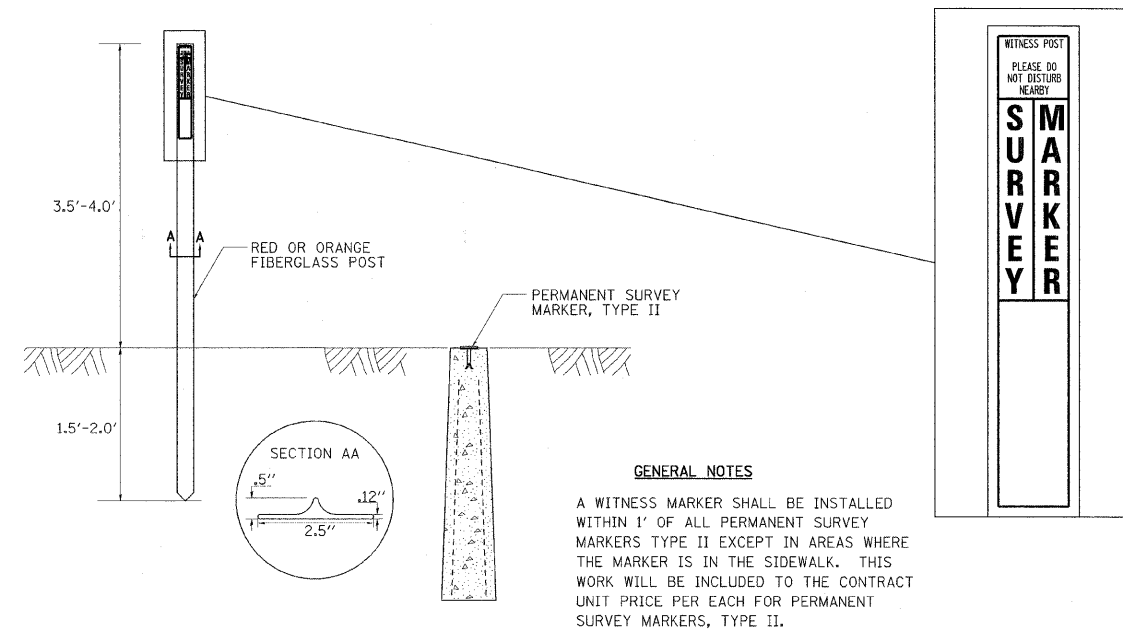 WITNESS POST
PLEASE DO
NOT DISTURB
NEARBY
SURVEY
MARKER
3.5'-4.0'
A A
RED OR ORANGE
FIBERGLASS POST
PERMANENT SURVEY
MARKER, TYPE II
1.5'-2.0'
SECTION AA
.5"
.12"
2.5"
GENERAL NOTES
A WITNESS MARKER SHALL BE INSTALLED
WITHIN 1' OF ALL PERMANENT SURVEY
MARKERS TYPE II EXCEPT IN AREAS WHERE
THE MARKER IS IN THE SIDEWALK. THIS
WORK WILL BE INCLUDED TO THE CONTRACT
UNIT PRICE PER EACH FOR PERMANENT
SURVEY MARKERS, TYPE II.